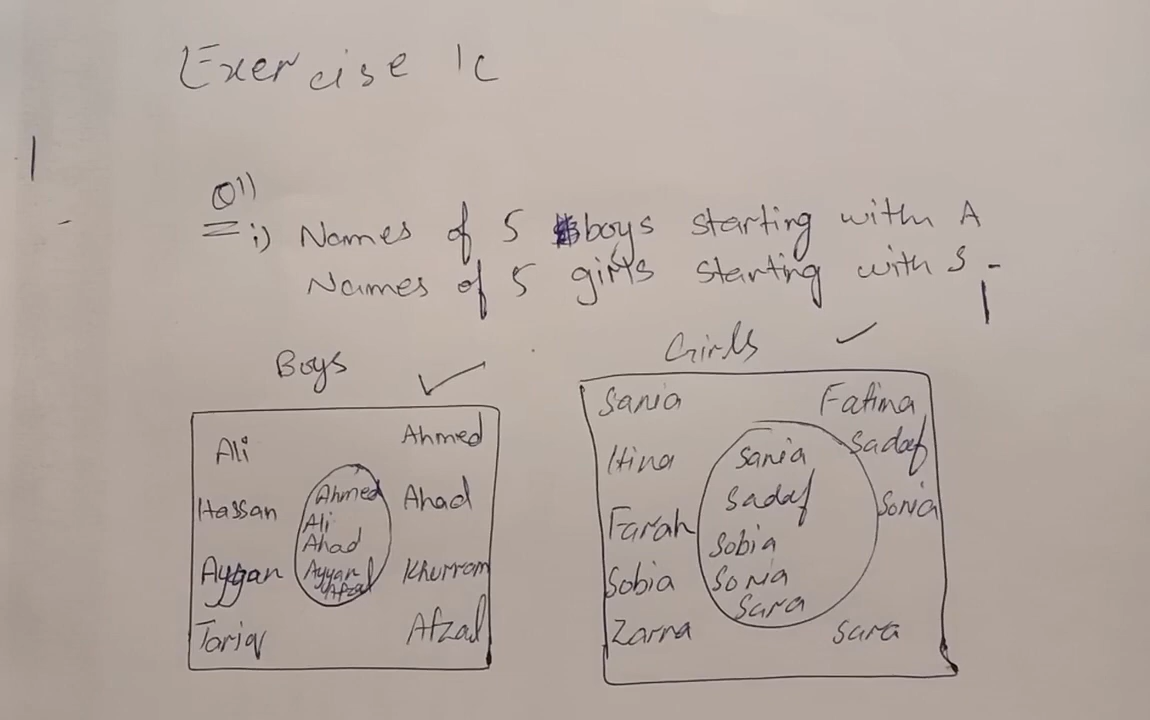 Exercise 1c
Q1)
i) Names of 5 boys starting with A
Names of 5 girls starting with S
Boys
Ali
Ahmed
Hassan
Ahad
Ayyan
Khurram
Tariq
Afzal
Ahmed
Ali
Ahad
Ayyan
Afzal
Girls
Sania
Fatima
Hina
Sadaf
Farah
Sonia
Sobia
Zarna
Sara
Sania
Sadaf
Sobia
Sonia
Sara